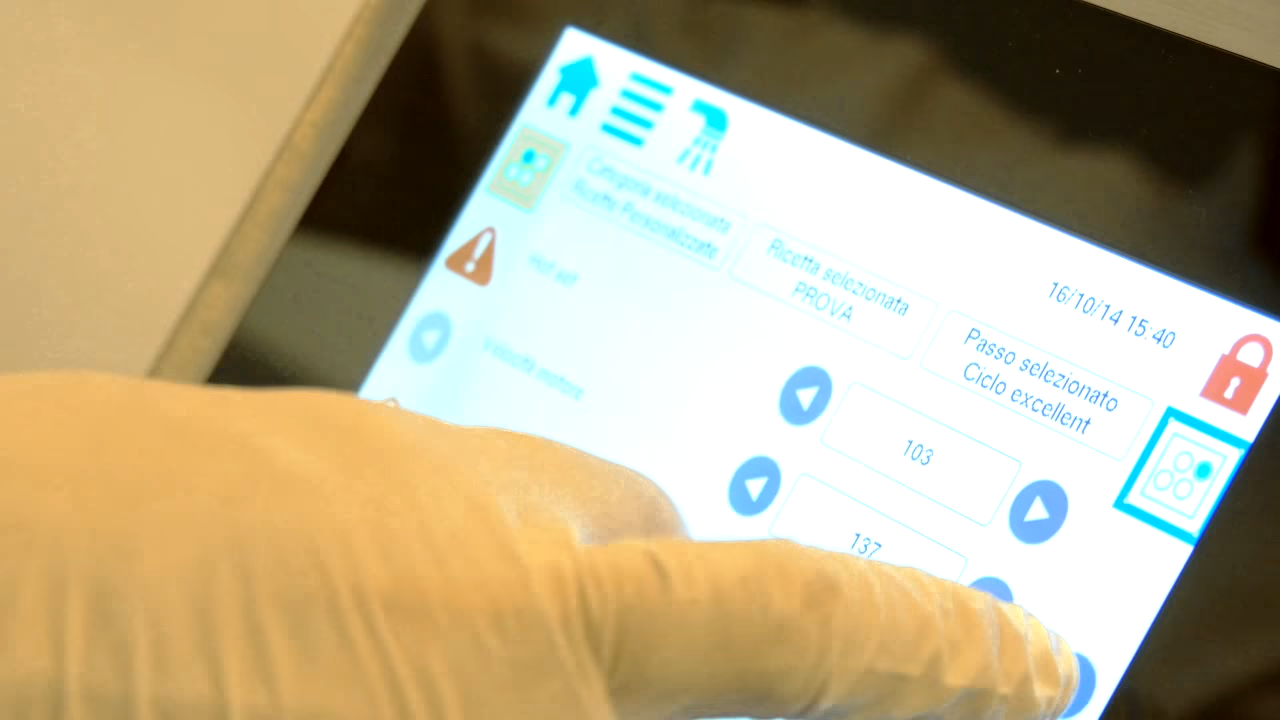 16/10/14 15:40
Categoria selezionata
Ricette Personalizzate
Ricetta selezionata
PROVA
Passo selezionato
Ciclo excellent
103
137